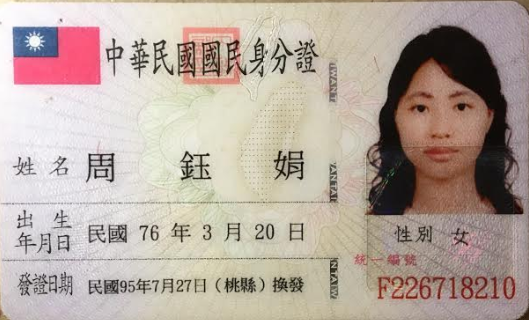 中華民國國民身分證
姓名 周鈺娟
出生年月日 民國 76 年 3 月 20 日
性別 女
統一編號
F226718210
發證日期 民國95年7月27日（桃縣）換發